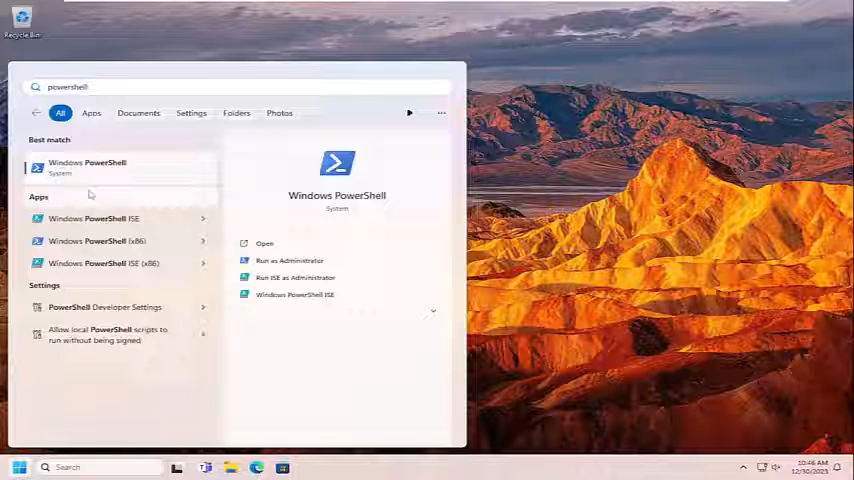 Recycle Bin
powershell
All
Apps
Documents
Settings
Folders
Photos
Best match
Windows PowerShell
System
Apps
Windows PowerShell ISE
Windows PowerShell (x86)
Windows PowerShell ISE (x86)
Settings
PowerShell Developer Settings
Allow local PowerShell scripts to
run without being signed
Windows PowerShell
System
Open
Run as Administrator
Run ISE as Administrator
Windows PowerShell ISE
Search
10:46 AM
12/30/2023